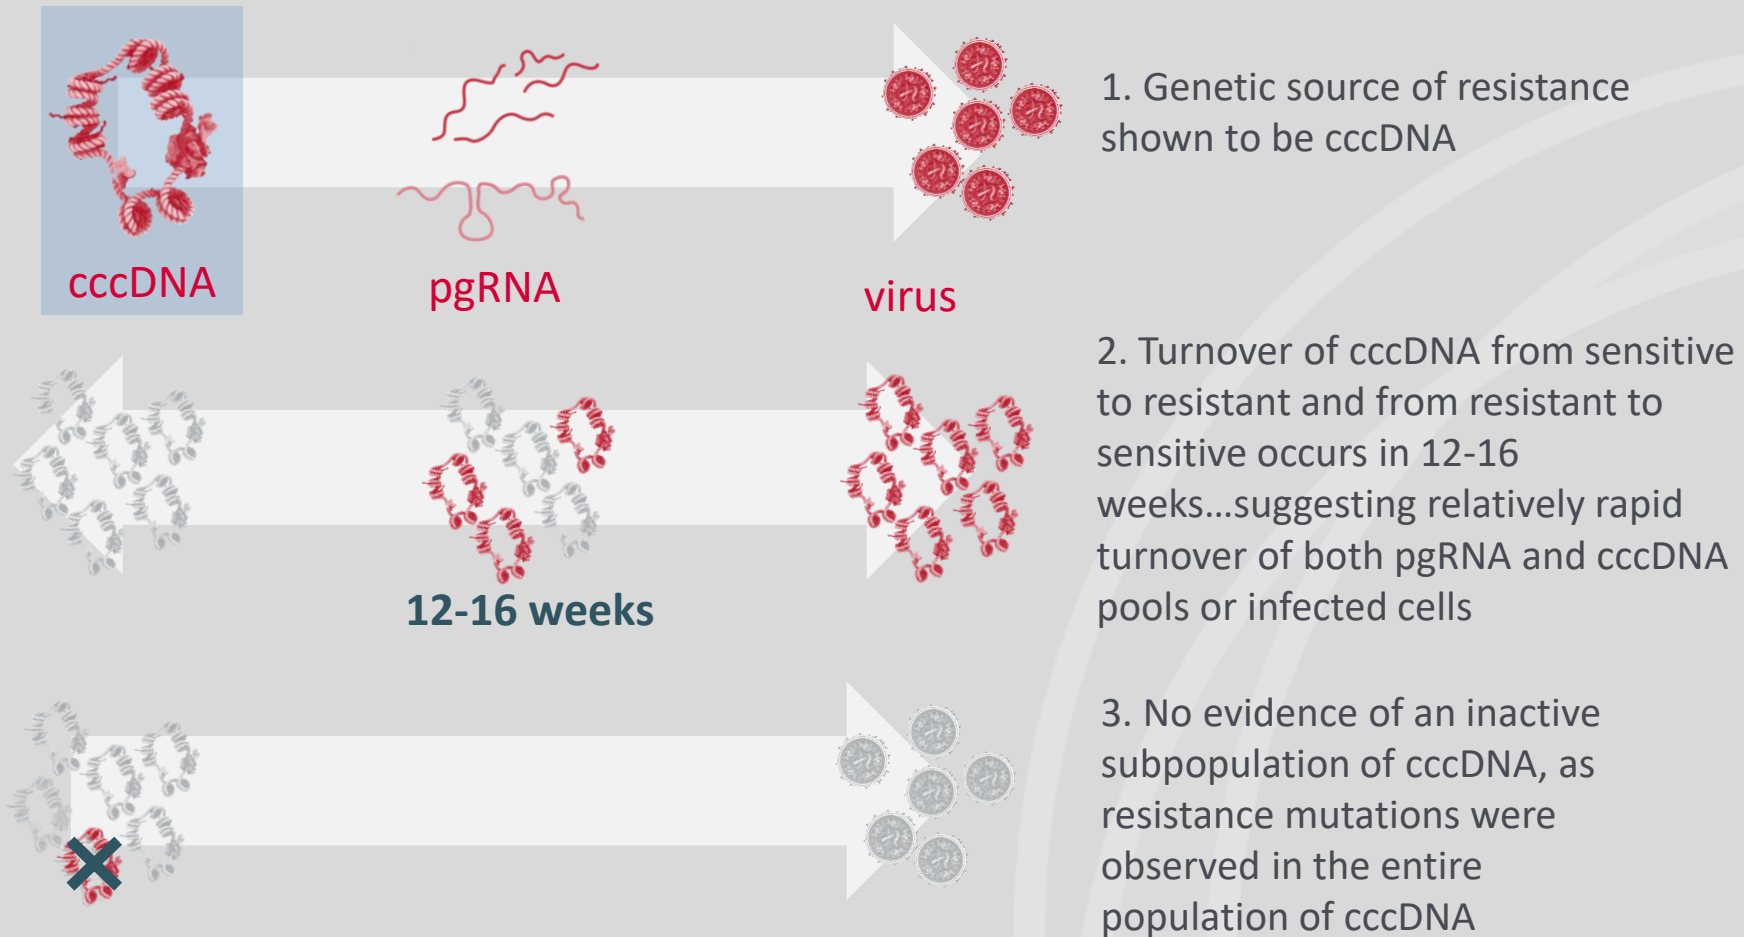 1. Genetic source of resistance
shown to be cccDNA
cccDNA
pgRNA
virus
2. Turnover of cccDNA from sensitive
to resistant and from resistant to
sensitive occurs in 12-16
weeks...suggesting relatively rapid
turnover of both pgRNA and cccDNA
pools or infected cells
12-16 weeks
3. No evidence of an inactive
subpopulation of cccDNA, as
resistance mutations were
observed in the entire
population of cccDNA